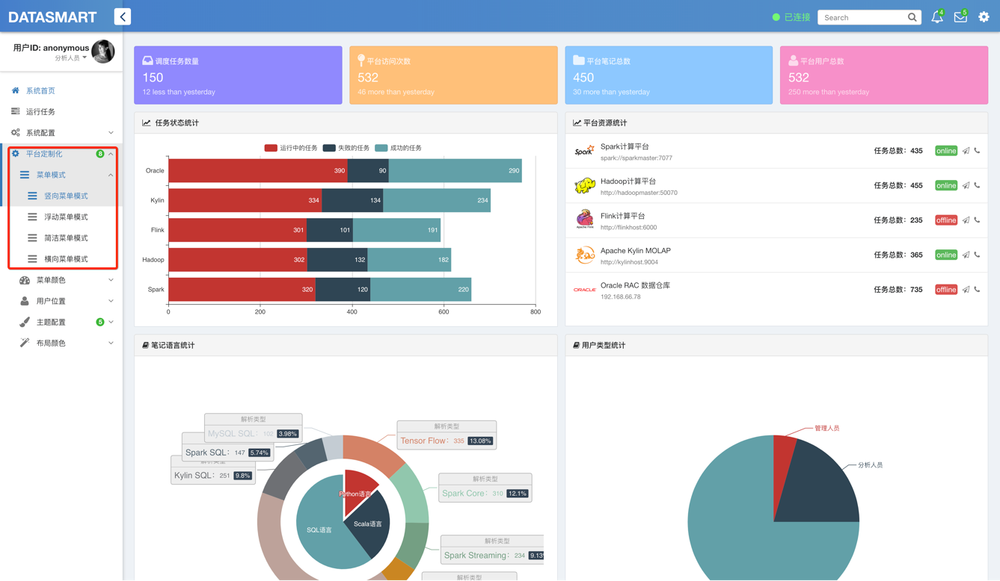 DATASMART
已连接
Search
4
5
用户ID: anonymous
分析人员
系统首页
运行任务
系统配置
平台定制化
8
菜单模式
竖向菜单模式
浮动菜单模式
简洁菜单模式
横向菜单模式
菜单颜色
用户位置
主题配置
5
布局颜色
调度任务数量
150
12 less than yesterday
平台访问次数
532
46 more than yesterday
平台笔记总数
450
30 more than yesterday
平台用户总数
532
250 more than yesterday
任务状态统计
运行中的任务 失败的任务 成功的任务
Oracle 390 90 290
Kylin 334 134 234
Flink 301 101 191
Hadoop 302 132 182
Spark 320 120 220
0 200 400 600 800
平台资源统计
Spark
Spark计算平台
spark://sparkmaster:7077
任务总数：435 online
Hadoop计算平台
http://hadoopmaster:50070
任务总数：455 online
Apache Flink
Flink计算平台
http://flinkhost:6000
任务总数：235 offline
Apache Kylin MOLAP
http://kylinhost.9004
任务总数：365 online
ORACLE
Oracle RAC 数据仓库
192.168.66.78
任务总数：735 offline
笔记语言统计
解析类型
MySQL SQL： 102 3.98%
Spark SQL： 147 5.74%
解析类型
Kylin SQL： 251 9.8%
解析类型
Tensor Flow： 335 13.08%
解析类型
Spark Core： 310 12.1%
解析类型
Spark Streaming： 234 9.13
解析类型
Python语言
Scala语言
SQL语言
用户类型统计
管理人员
分析人员